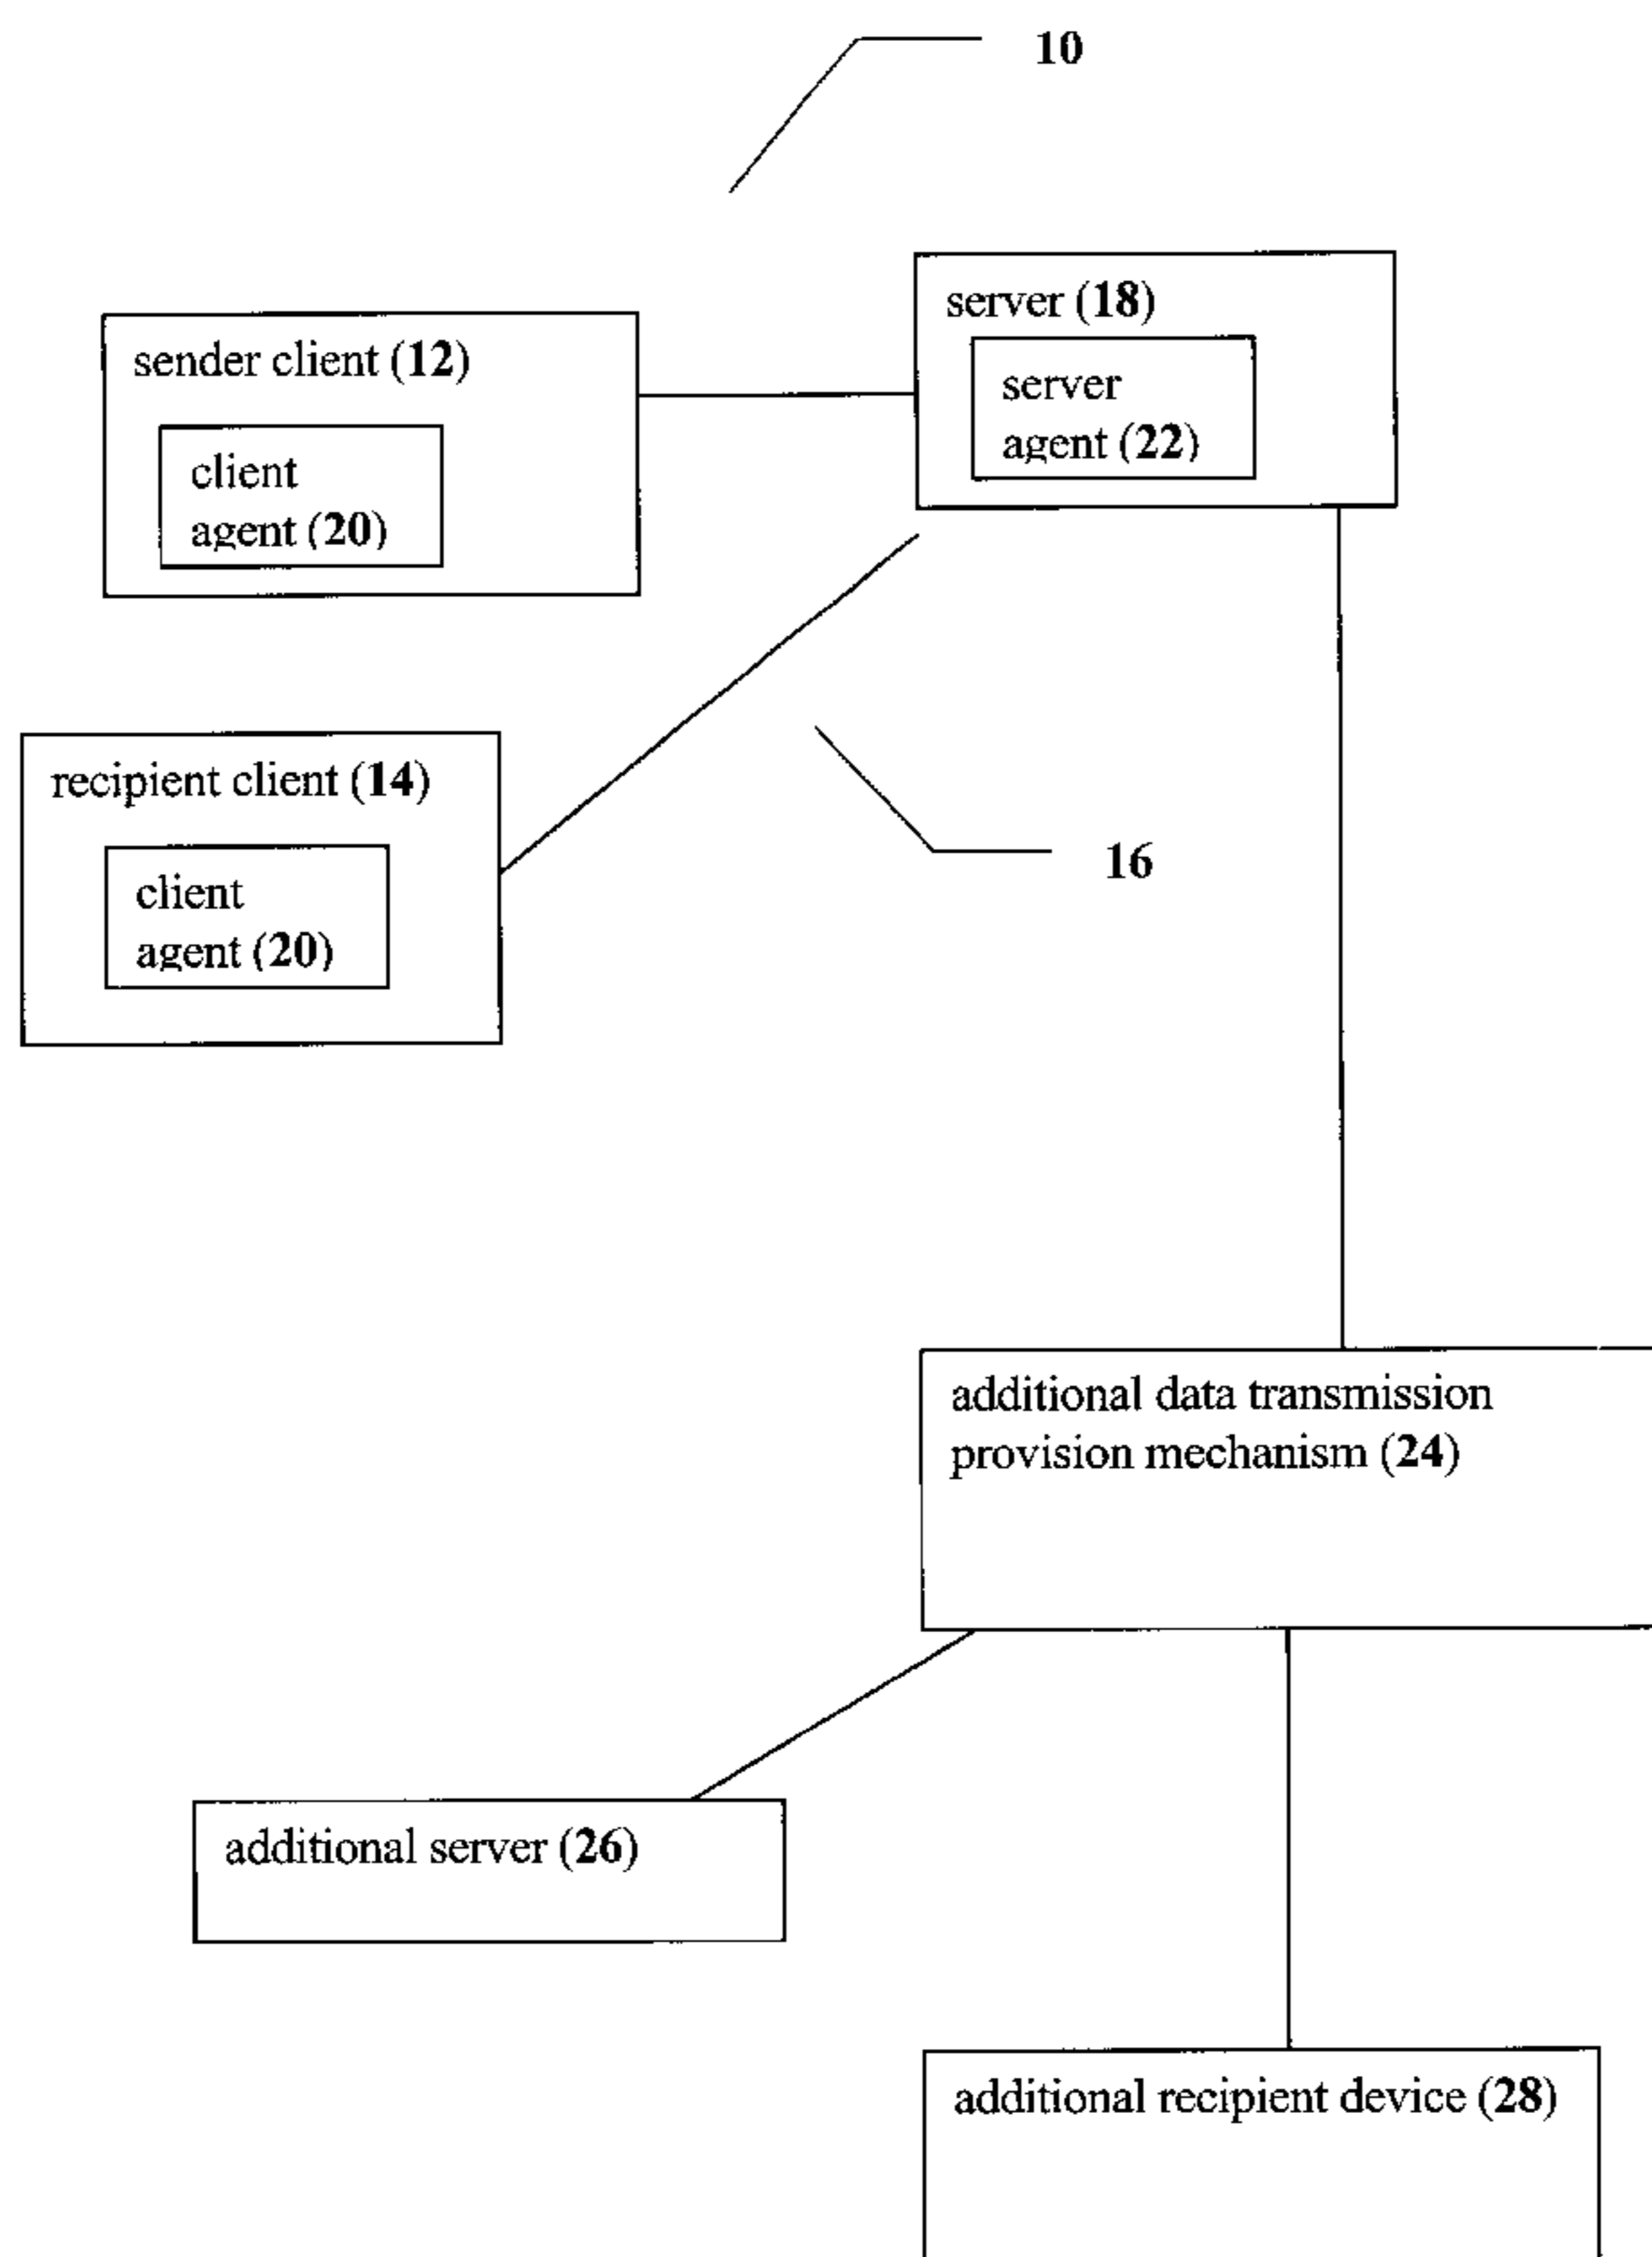 10
server (18)
sender client (12)
server
agent (22)
client
agent (20)
recipient client (14)
16
client
agent (20)
additional data transmission
provision mechanism (24)
additional server (26)
additional recipient device (28)